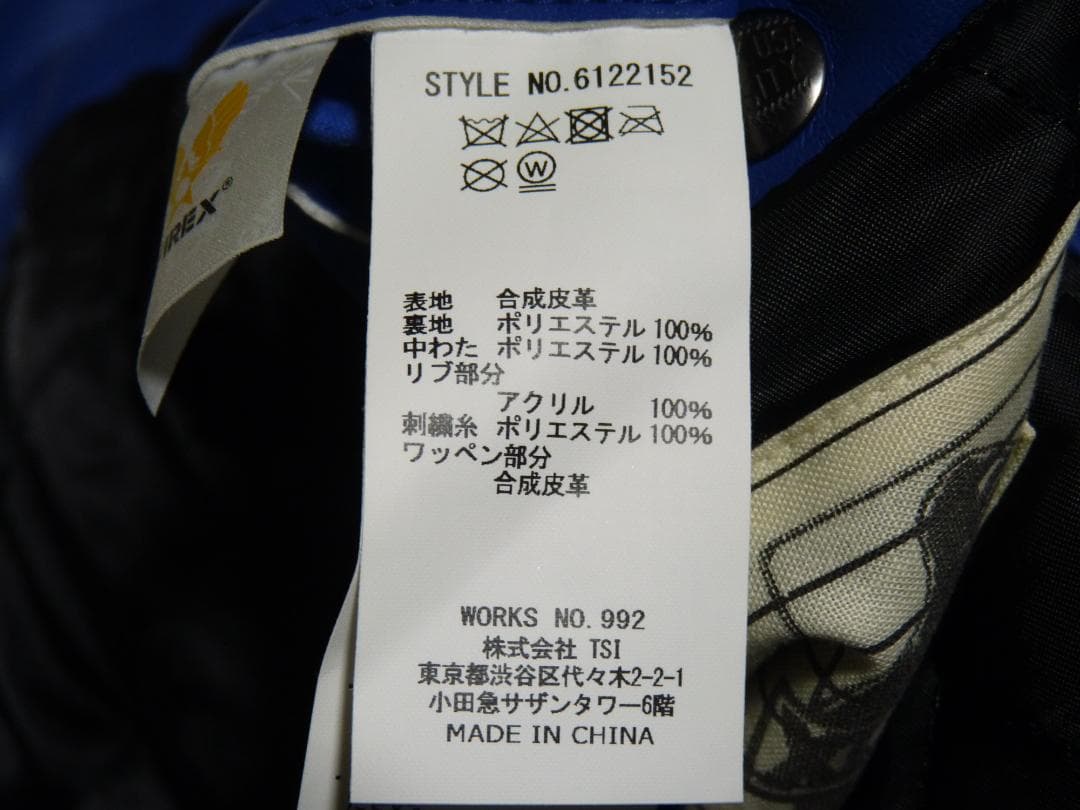 STYLE NO.6122152
W
表地 合成皮革
裏地 ポリエステル 100%
中わた ポリエステル 100%
リブ部分
アクリル 100%
刺繍糸 ポリエステル 100%
ワッペン部分
合成皮革
WORKS NO. 992
株式会社 TSI
東京都渋谷区代々木2-2-1
小田急サザンタワー6階
MADE IN CHINA